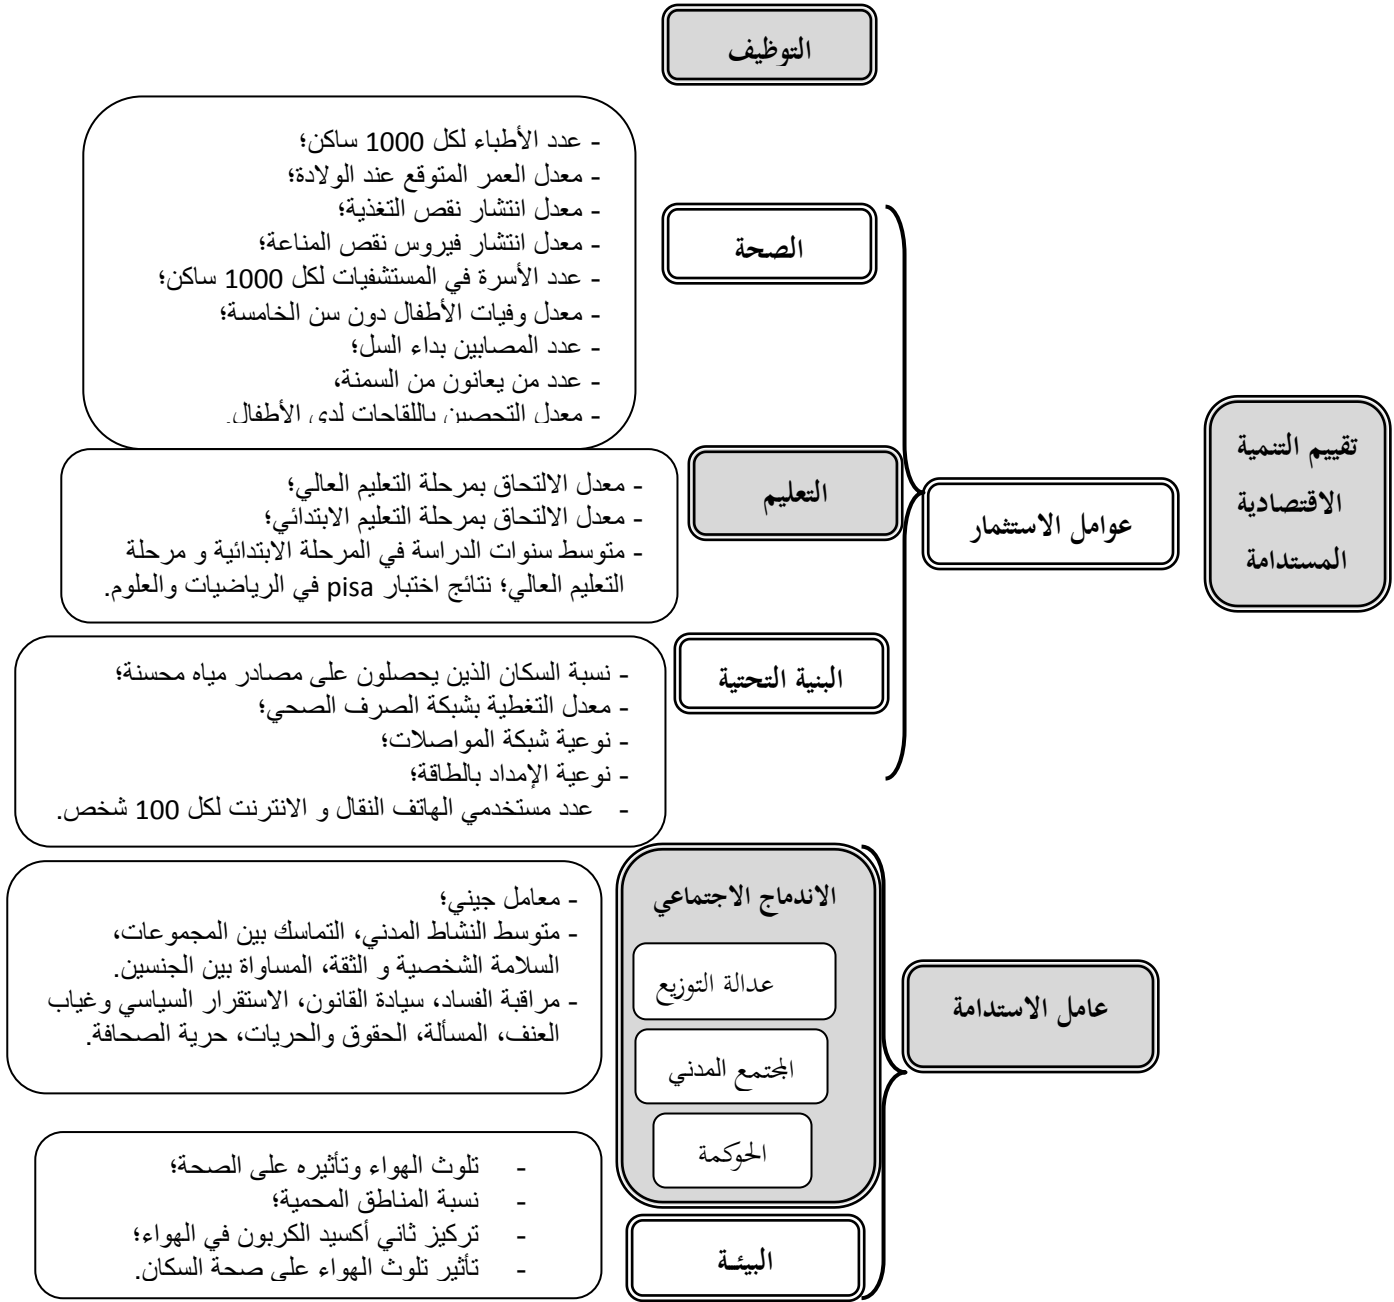 التوظيف
- عدد الأطباء لكل 1000 ساكن؛
- معدل العمر المتوقع عند الولادة؛
- معدل انتشار نقص التغذية؛
- معدل انتشار فيروس نقص المناعة؛
- عدد الأسرة في المستشفيات لكل 1000 ساكن؛
- معدل وفيات الأطفال دون سن الخامسة؛
- عدد المصابين بداء السل؛
- عدد من يعانون من السمنة،
- معدل التحصين باللقاحات لدى الأطفال.
الصحة
تقييم التنمية
الاقتصادية
المستدامة
عوامل الاستثمار
التعليم
- معدل الالتحاق بمرحلة التعليم العالي؛
- معدل الالتحاق بمرحلة التعليم الابتدائي؛
- متوسط سنوات الدراسة في المرحلة الابتدائية و مرحلة
التعليم العالي؛ نتائج اختبار pisa في الرياضيات والعلوم.
البنية التحتية
- نسبة السكان الذين يحصلون على مصادر مياه محسنة؛
- معدل التغطية بشبكة الصرف الصحي؛
- نوعية شبكة المواصلات؛
- نوعية الإمداد بالطاقة؛
- عدد مستخدمي الهاتف النقال و الانترنت لكل 100 شخص.
عامل الاستدامة
الاندماج الاجتماعي
عدالة التوزيع
المجتمع المدني
الحوكمة
- معامل جيني؛
- متوسط النشاط المدني، التماسك بين المجموعات،
السلامة الشخصية و الثقة، المساواة بين الجنسين.
- مراقبة الفساد، سيادة القانون، الاستقرار السياسي وغياب
العنف، المسألة، الحقوق والحريات، حرية الصحافة.
البيئـة
- تلوث الهواء وتأثيره على الصحة؛
- نسبة المناطق المحمية؛
- تركيز ثاني أكسيد الكربون في الهواء؛
- تأثير تلوث الهواء على صحة السكان.